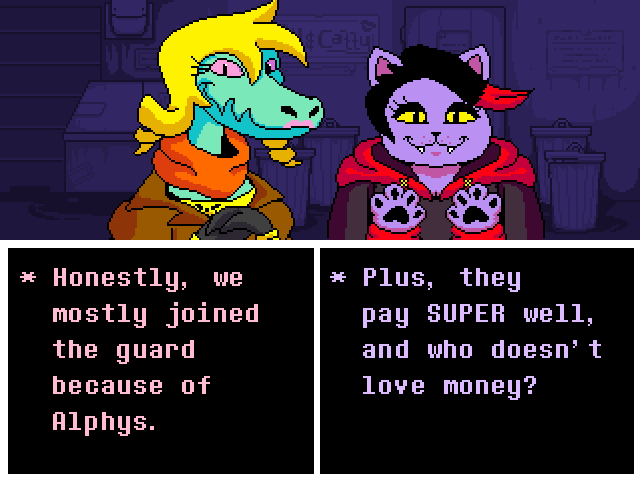 & Catty
* Honestly, we
mostly joined
the guard
because of
Alphys.
* Plus, they
pay SUPER well,
and who doesn't
love money?